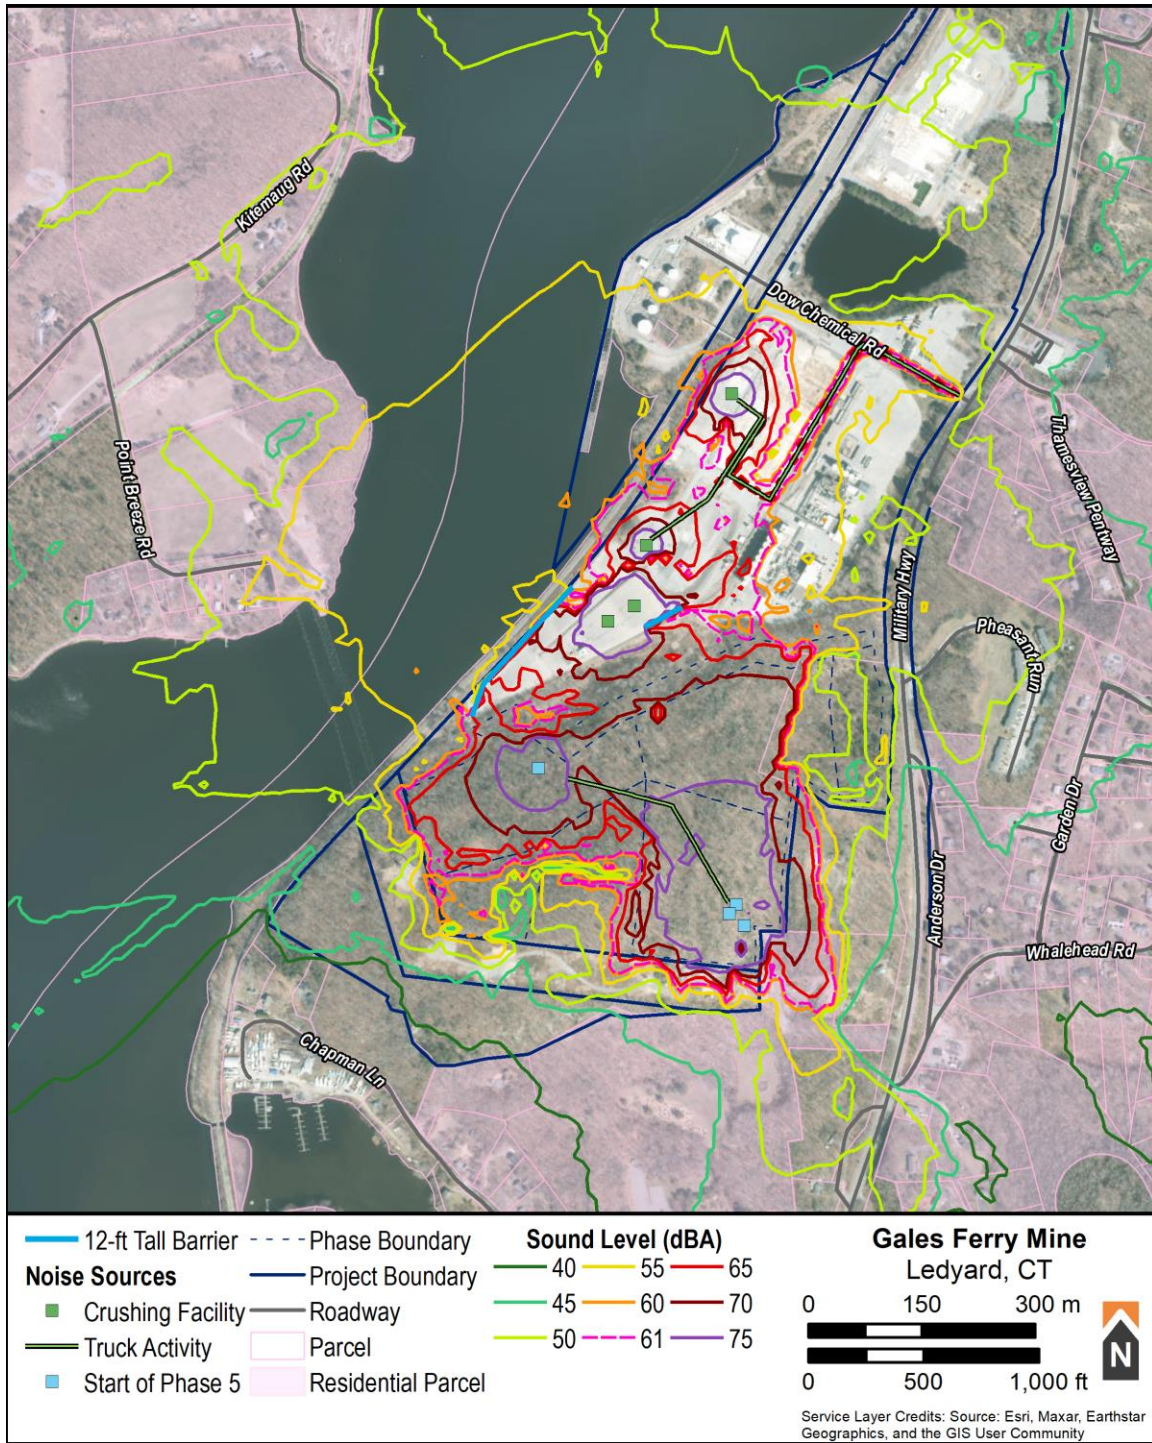 Kitemaug Rd
Dow Chemical Rd
Point Breeze Rd
Thamesview Pentway
Military Hwy
Pheasant Run
Garden Dr
Anderson Dr
Whalehead Rd
Chapman Ln
12-ft Tall Barrier
Noise Sources
Crushing Facility
Truck Activity
Start of Phase 5
Phase Boundary
Project Boundary
Roadway
Parcel
Residential Parcel
Sound Level (dBA)
40 55 65
45 60 70
50 61 75
Gales Ferry Mine
Ledyard, CT
0 150 300 m
0 500 1,000 ft
N
Service Layer Credits: Source: Esri, Maxar, Earthstar
Geographics, and the GIS User Community